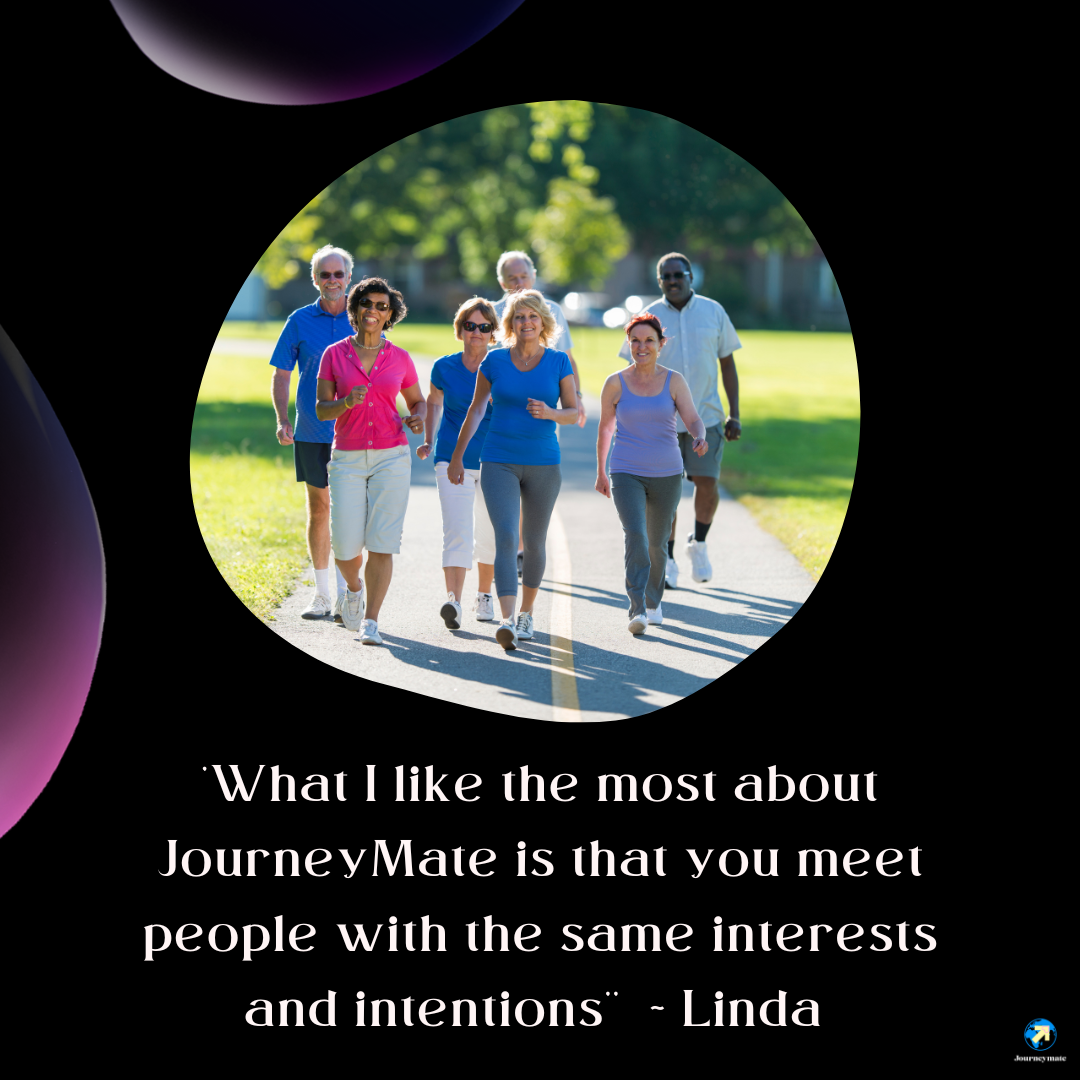 ˙What I like the most about
JourneyMate is that you meet
people with the same interests
and intentions¨ ~ Linda
Journeymate